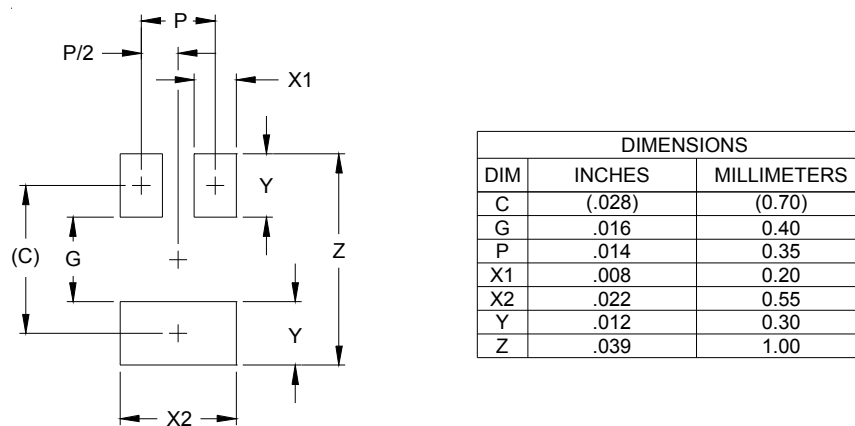 P
P/2
X1
Y
Z
(C)
G
Y
X2
DIMENSIONS
DIM INCHES MILLIMETERS
C (.028) (0.70)
G .016 0.40
P .014 0.35
X1 .008 0.20
X2 .022 0.55
Y .012 0.30
Z .039 1.00